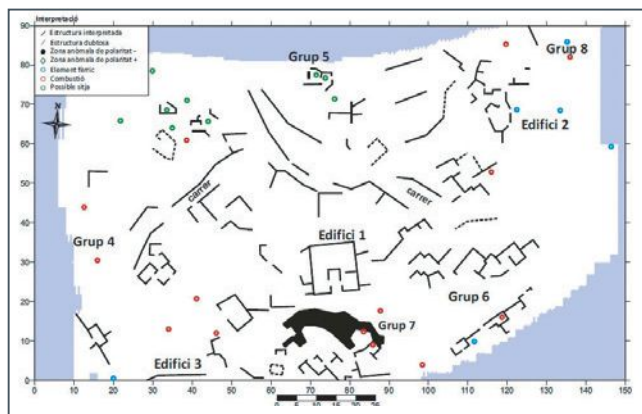 Interpretació
Estructura interpretada
Estructura dubtosa
Zona anòmala de polaritat -
Zona anòmala de polaritat +
Element fèrric
Combustió
Possible sitja
N
Grup 5
Grup 8
Edifici 2
carrer
carrer
Grup 4
Edifici 1
Grup 6
Grup 7
Edifici 3
90
80
70
60
50
40
30
20
10
0
0 10 20 30 40 50 60 70 80 90 100 110 120 130 140 150